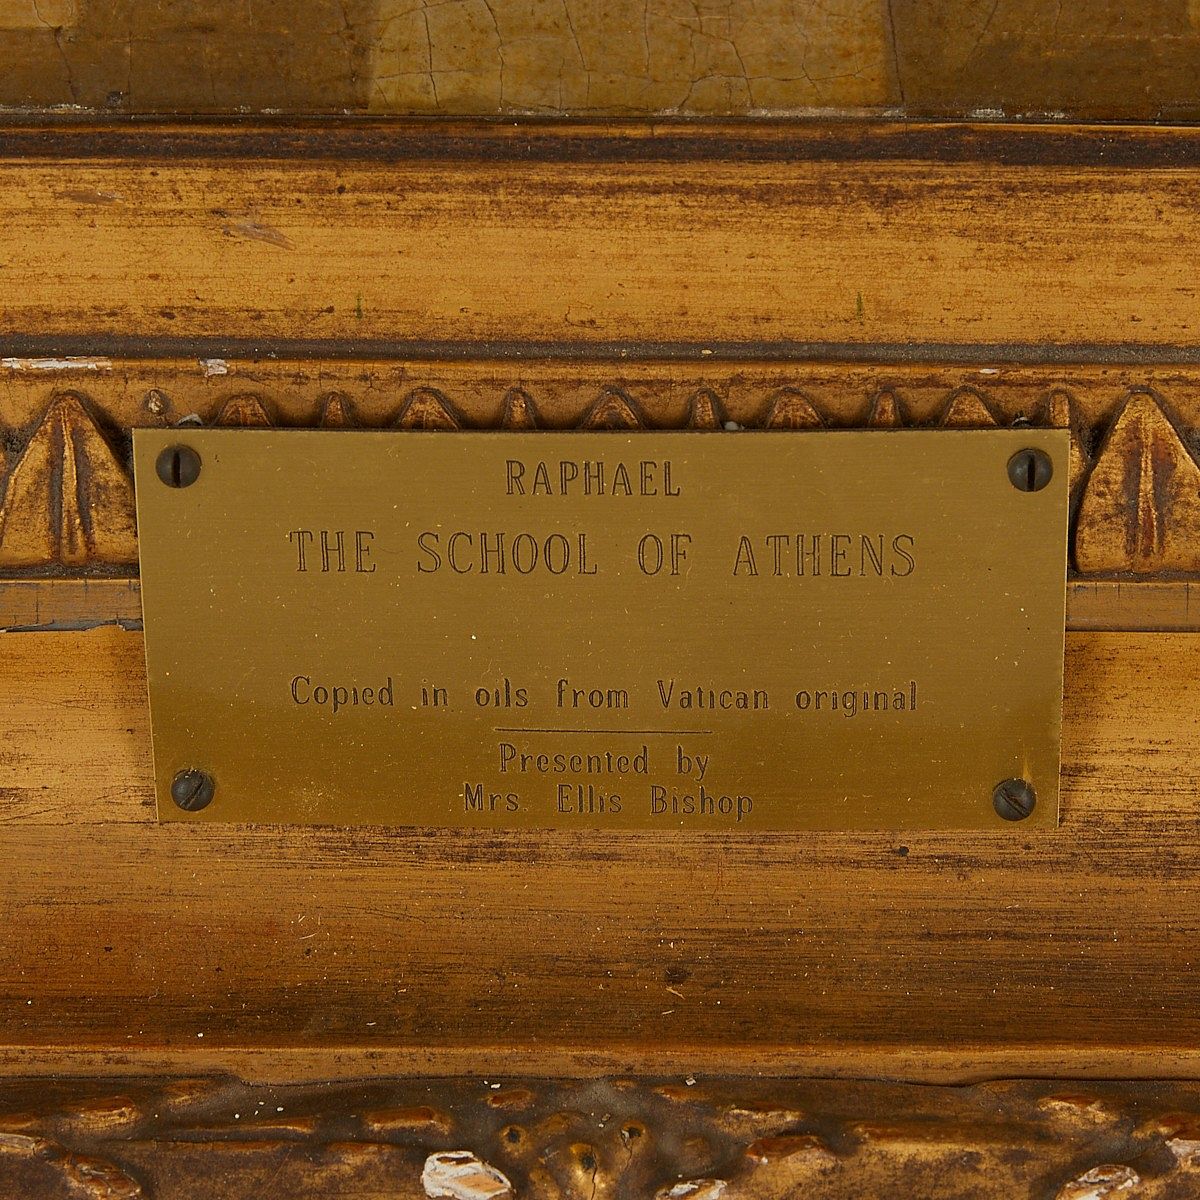 RAPHAEL
THE SCHOOL OF ATHENS
Copied in oils from Vatican original
Presented by
Mrs Ellis Bishop